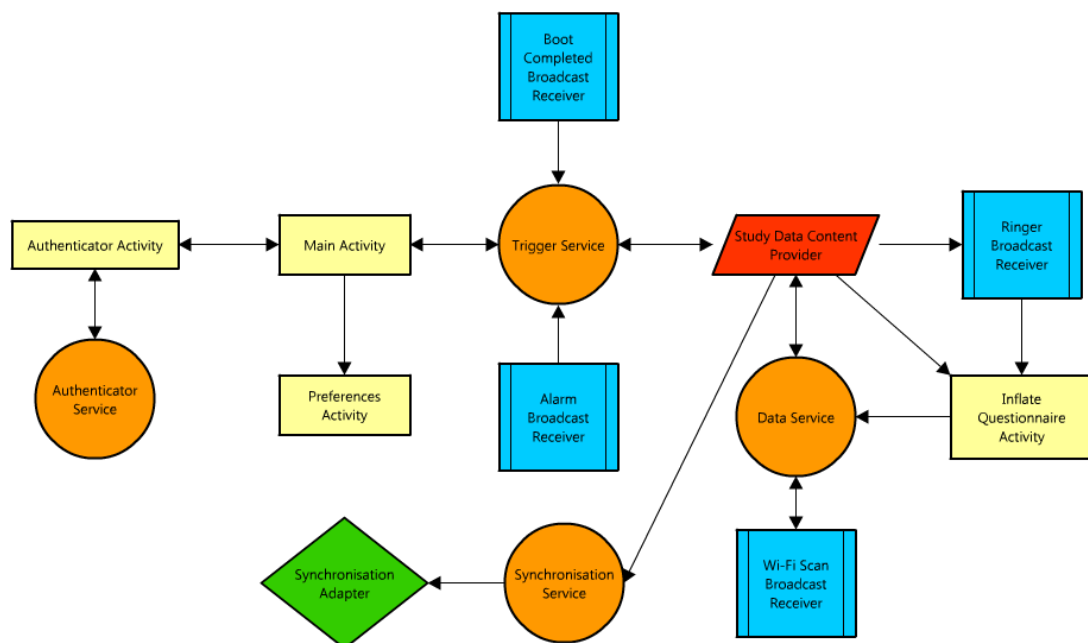 Boot
Completed
Broadcast
Receiver
Authenticator Activity
Main Activity
Trigger Service
Study Data Content
Provider
Ringer
Broadcast
Receiver
Authenticator
Service
Preferences
Activity
Alarm
Broadcast
Receiver
Data Service
Inflate
Questionnaire
Activity
Synchronisation
Adapter
Synchronisation
Service
Wi-Fi Scan
Broadcast
Receiver